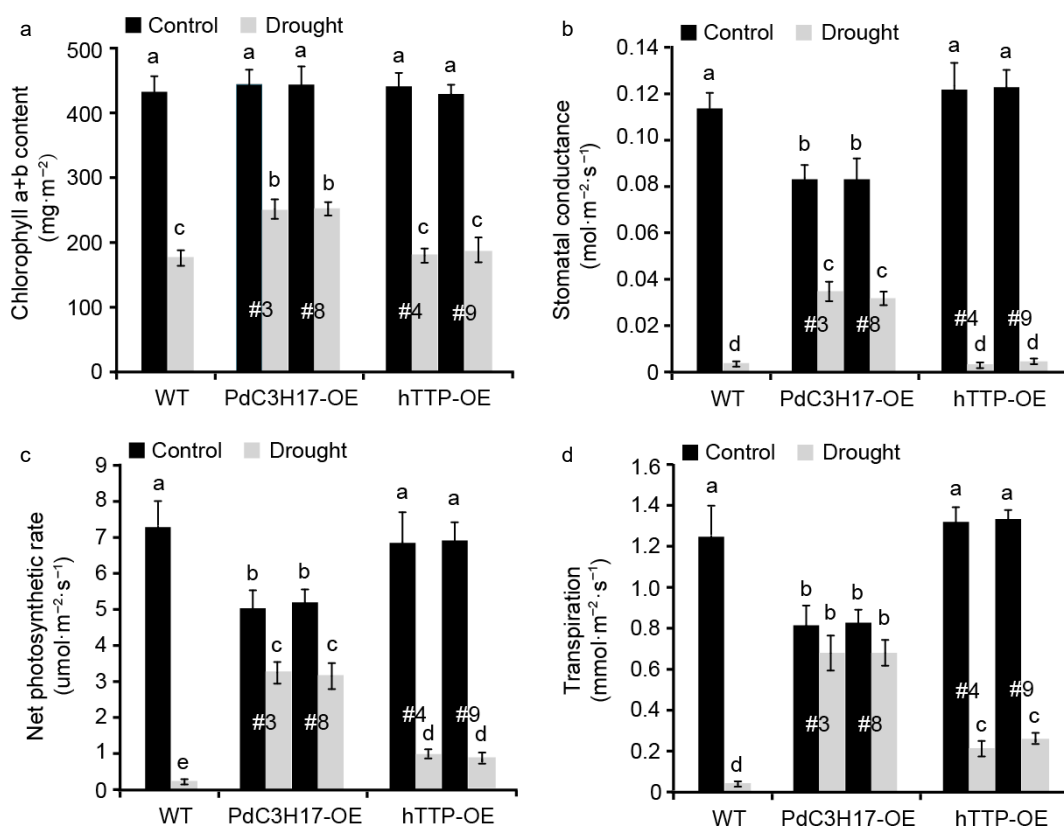 a
Control Drought
Chlorophyll a+b content
(mg·m⁻²)
500
400
300
200
100
0
a a a a a
c b b c c
#3 #8 #4 #9
WT PdC3H17-OE hTTP-OE
b
Control Drought
Stomatal conductance
(mol·m⁻²·s⁻¹)
0.14
0.12
0.10
0.08
0.06
0.04
0.02
0
a b b a a
d c c d d
#3 #8 #4 #9
WT PdC3H17-OE hTTP-OE
c
Control Drought
Net photosynthetic rate
(umol·m⁻²·s⁻¹)
9
8
7
6
5
4
3
2
1
0
a b b a a
e c c d d
#3 #8 #4 #9
WT PdC3H17-OE hTTP-OE
d
Control Drought
Transpiration
(mmol·m⁻²·s⁻¹)
1.6
1.4
1.2
1.0
0.8
0.6
0.4
0.2
0
a b b a a
d b b c c
#3 #8 #4 #9
WT PdC3H17-OE hTTP-OE